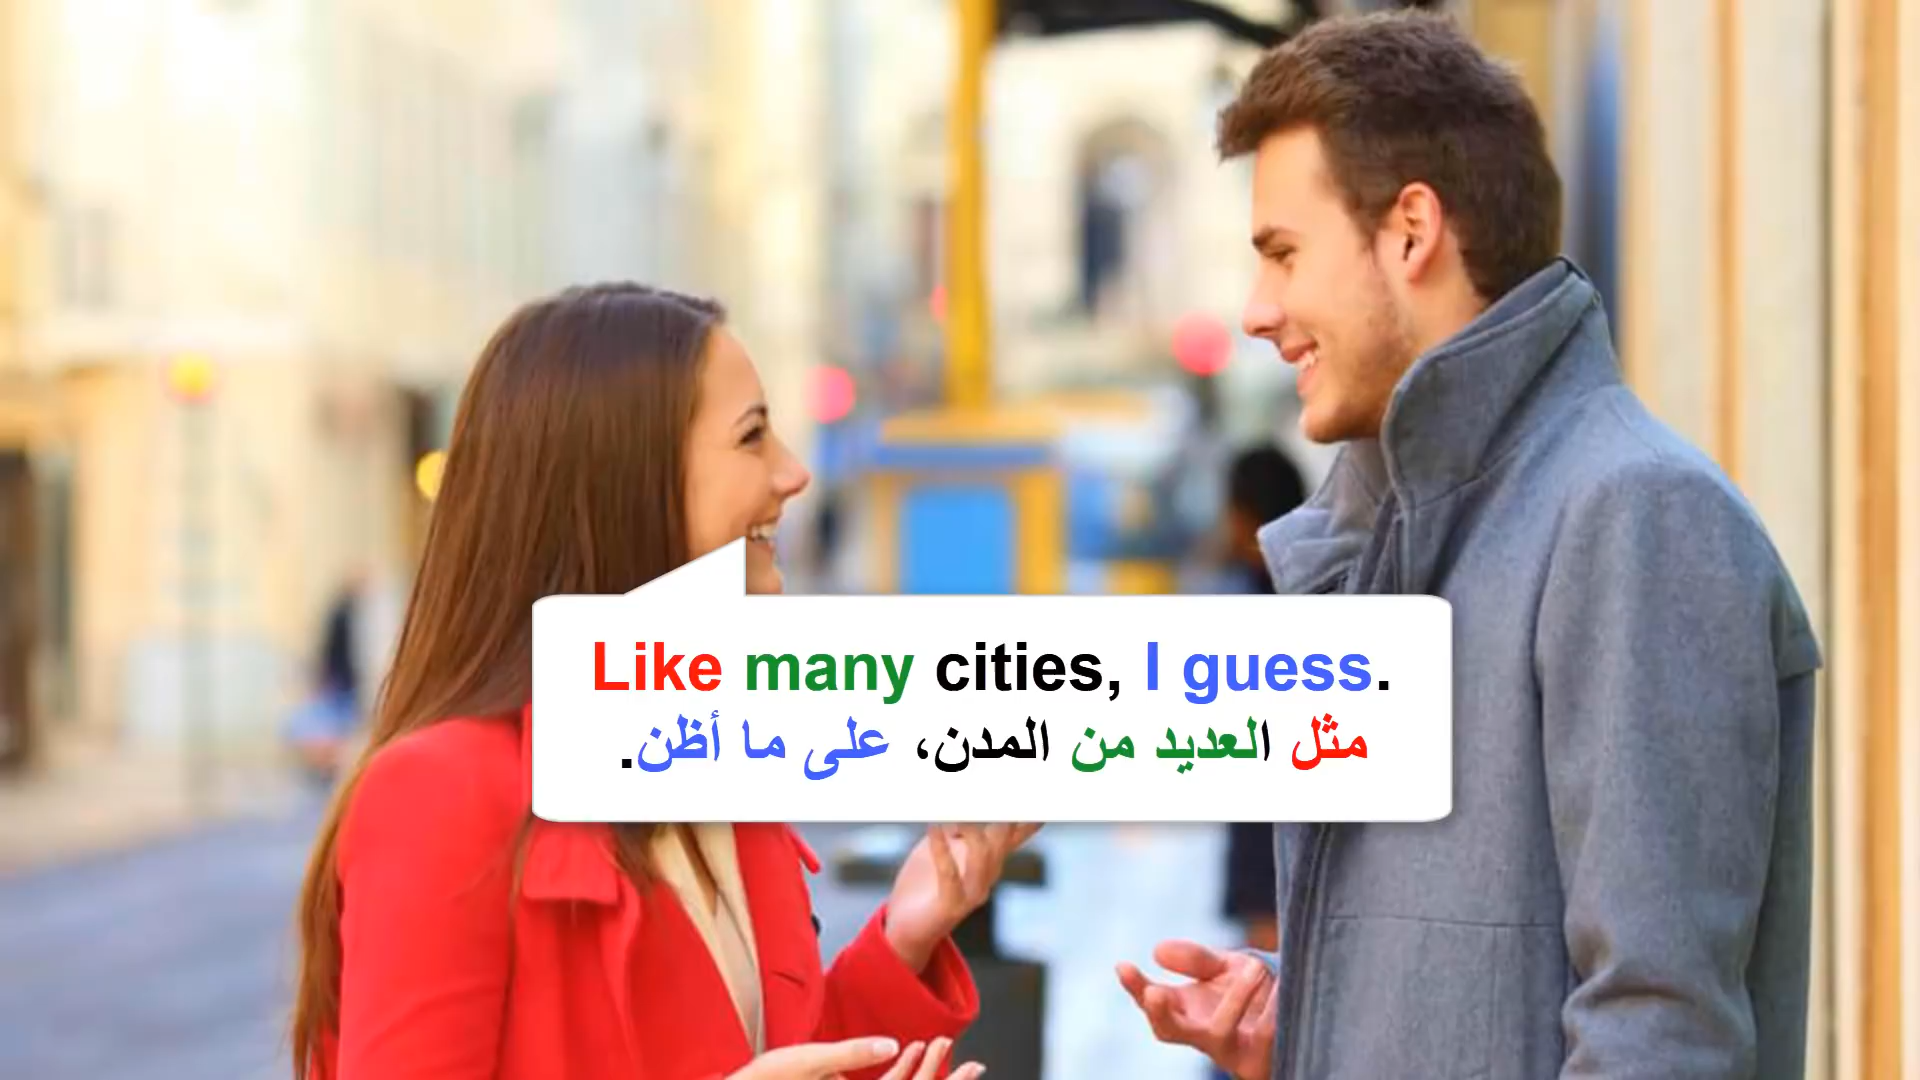 Like many cities, I guess.
مثل العديد من المدن، على ما أظن.